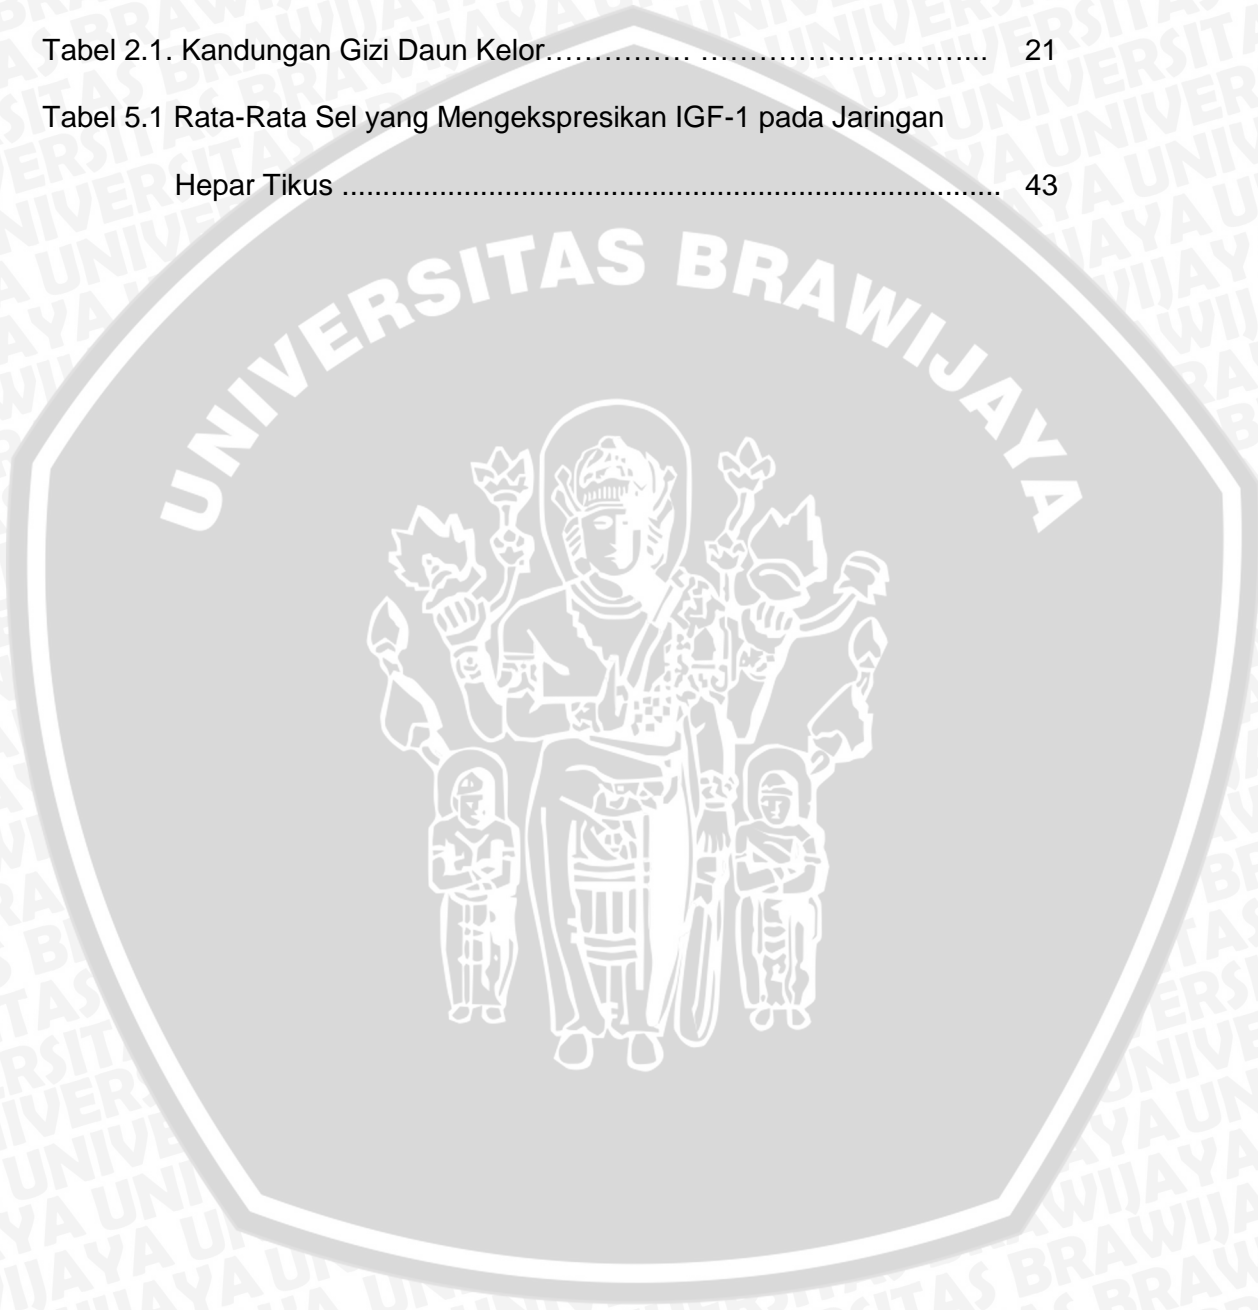 Tabel 2.1. Kandungan Gizi Daun Kelor…………… ………………………... 21
Tabel 5.1 Rata-Rata Sel yang Mengekspresikan IGF-1 pada Jaringan
Hepar Tikus ................................................................................. 43
UNIVERSITAS BRAWIJAYA